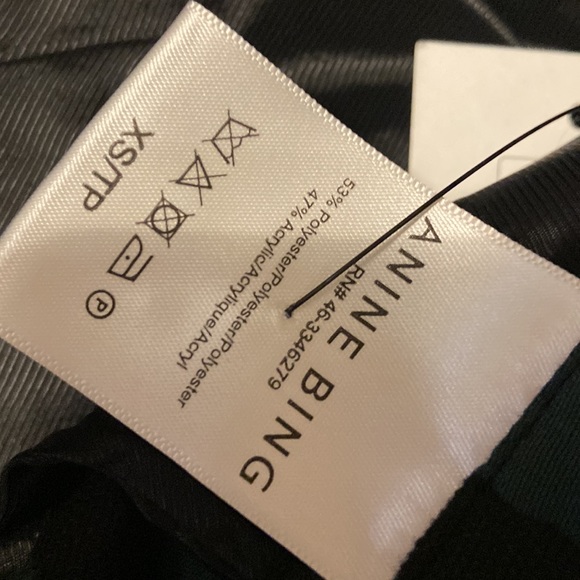 ANINE BING
RN# 46-3346279
53% Polyester/Polyester/Polyester
47% Acrylic/Acrylique/Acryl
P
XS/TP